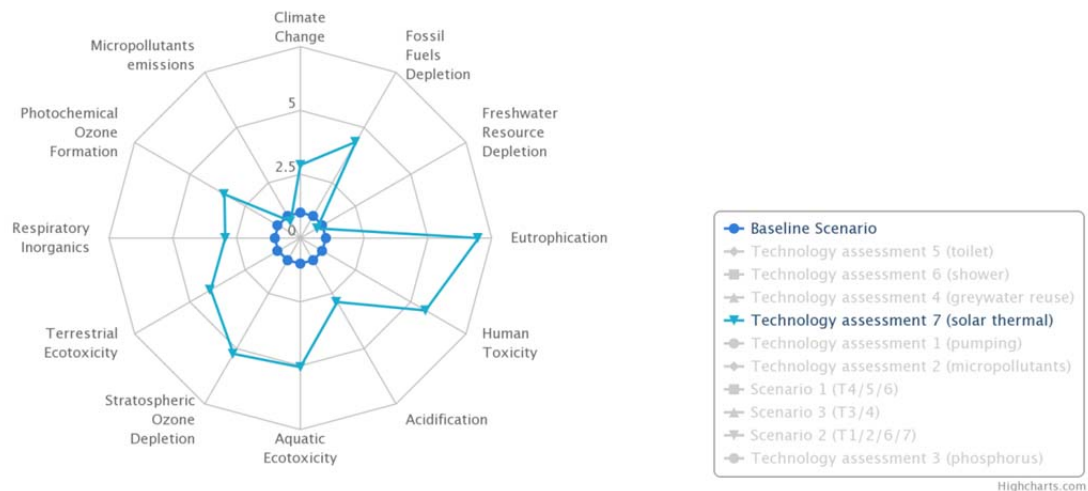 Climate
Change
Fossil
Fuels
Depletion
Micropollutants
emissions
Photochemical
Ozone
Formation
Freshwater
Resource
Depletion
5
2.5
0
Respiratory
Inorganics
Eutrophication
Terrestrial
Ecotoxicity
Human
Toxicity
Stratospheric
Ozone
Depletion
Aquatic
Ecotoxicity
Acidification
Baseline Scenario
Technology assessment 5 (toilet)
Technology assessment 6 (shower)
Technology assessment 4 (greywater reuse)
Technology assessment 7 (solar thermal)
Technology assessment 1 (pumping)
Technology assessment 2 (micropollutants)
Scenario 1 (T4/5/6)
Scenario 3 (T3/4)
Scenario 2 (T1/2/6/7)
Technology assessment 3 (phosphorus)
Highcharts.com